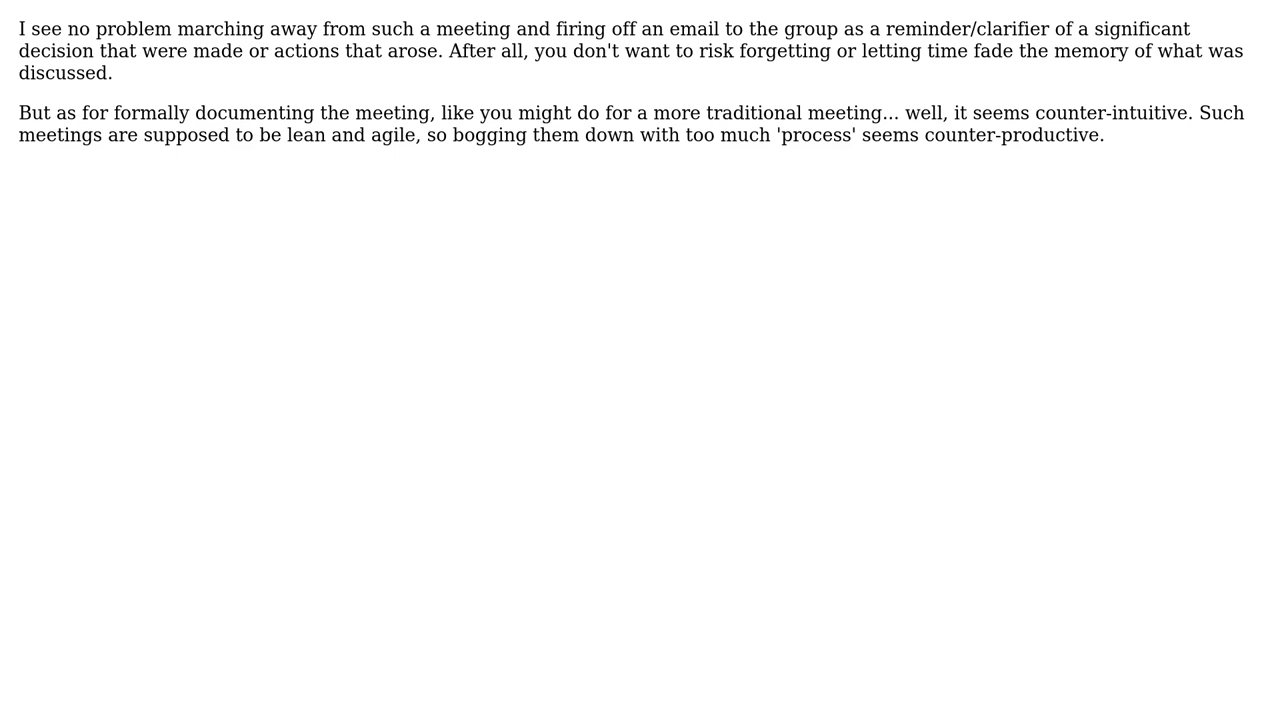 I see no problem marching away from such a meeting and firing off an email to the group as a reminder/clarifier of a significant
decision that were made or actions that arose. After all, you don't want to risk forgetting or letting time fade the memory of what was
discussed.
But as for formally documenting the meeting, like you might do for a more traditional meeting... well, it seems counter-intuitive. Such
meetings are supposed to be lean and agile, so bogging them down with too much 'process' seems counter-productive.